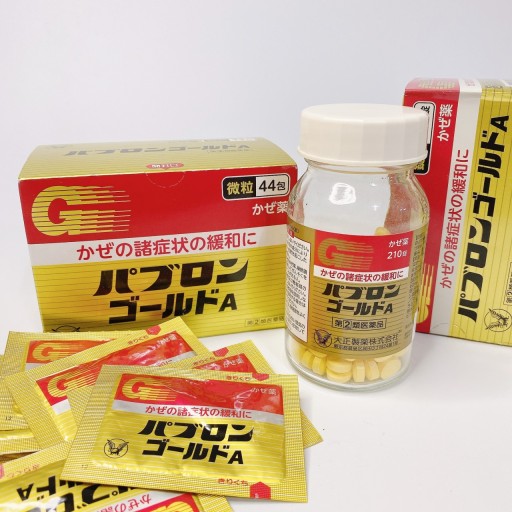 微粒 44包
かぜ薬
G
かぜの諸症状の緩和に
パブロン
ゴールドA
かぜ薬
210錠
かぜの諸症状の緩和に
パブロン
ゴールドA
第②類医薬品
大正製薬株式会社
かぜ薬
かぜの諸症状の緩和に
パブロンゴールドA
かぜ薬
G
かぜの諸症状の緩和に
パブロン
ゴールドA
きりくち